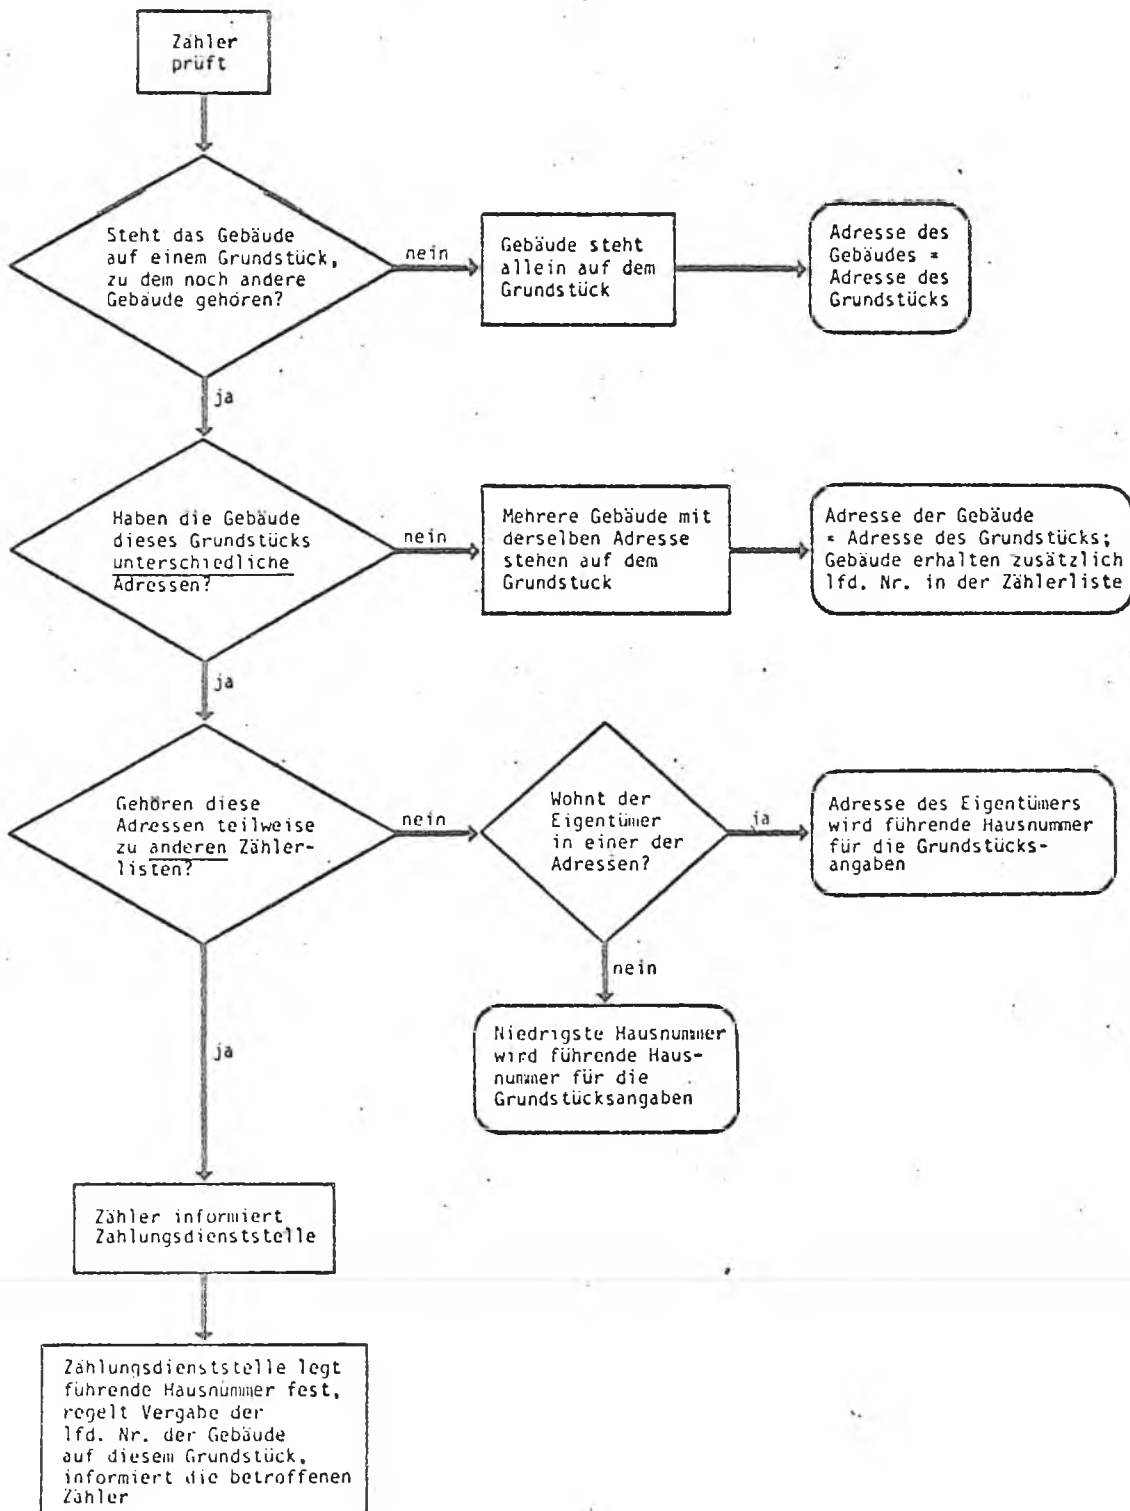 Zähler
prüft
Steht das Gebäude
auf einem Grundstück,
zu dem noch andere
Gebäude gehören?
nein
Gebäude steht
allein auf dem
Grundstück
Adresse des
Gebäudes =
Adresse des
Grundstücks
ja
Haben die Gebäude
dieses Grundstücks
unterschiedliche
Adressen?
nein
Mehrere Gebäude mit
derselben Adresse
stehen auf dem
Grundstuck
Adresse der Gebäude
= Adresse des Grundstücks;
Gebäude erhalten zusätzlich
lfd. Nr. in der Zählerliste
ja
Gehören diese
Adressen teilweise
zu anderen Zähler-
listen?
nein
Wohnt der
Eigentümer
in einer der
Adressen?
ja
Adresse des Eigentümers
wird führende Hausnummer
für die Grundstücks-
angaben
nein
Niedrigste Hausnummer
wird führende Haus-
nummer für die
Grundstücksangaben
ja
Zähler informiert
Zahlungsdienststelle
Zählungsdienststelle legt
führende Hausnummer fest,
regelt Vergabe der
lfd. Nr. der Gebäude
auf diesem Grundstück,
informiert die betroffenen
Zähler